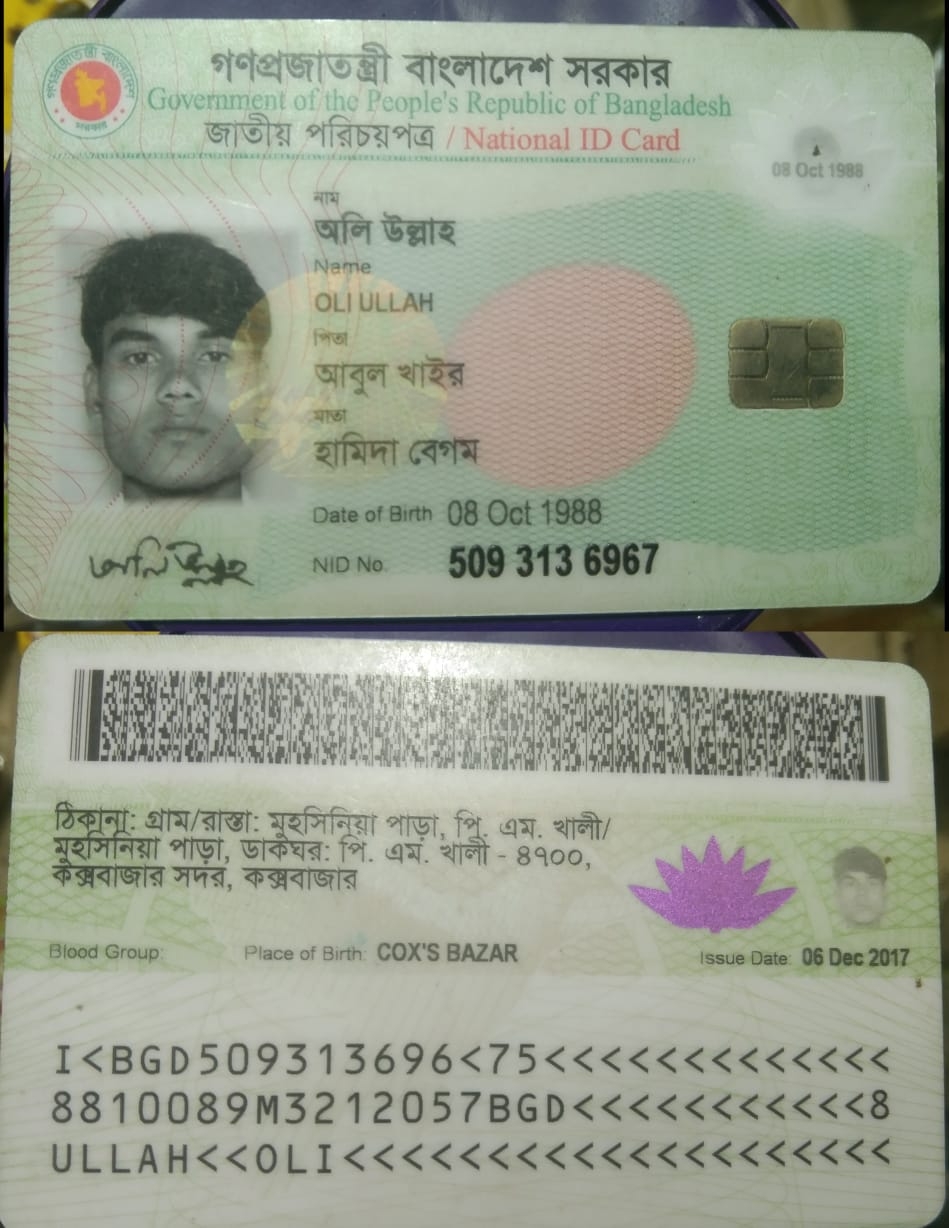 গণপ্রজাতন্ত্রী বাংলাদেশ সরকার
Government of the People's Republic of Bangladesh
জাতীয় পরিচয়পত্র / National ID Card
08 Oct 1988
নাম
অলি উল্লাহ
Name
OLI ULLAH
পিতা
আবুল খাইর
মাতা
হামিদা বেগম
Date of Birth 08 Oct 1988
NID No. 509 313 6967
অলি উল্লাহ
ঠিকানা: গ্রাম/রাস্তা: মুহসিনিয়া পাড়া, পি. এম. খালী/
মুহসিনিয়া পাড়া, ডাকঘর: পি. এম. খালী - ৪৭০০,
কক্সবাজার সদর, কক্সবাজার
Blood Group: Place of Birth: COX'S BAZAR Issue Date: 06 Dec 2017
I<BGD509313696<75<<<<<<<<<<<<<
8810089M3212057BGD<<<<<<<<<<<8
ULLAH<<OLI<<<<<<<<<<<<<<<<<<<<